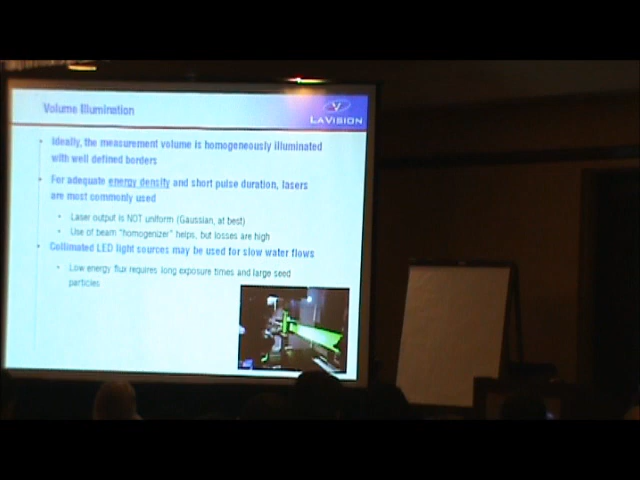 Volume Illumination
LAVISION
• Ideally, the measurement volume is homogeneously illuminated
with well defined borders
• For adequate energy density and short pulse duration, lasers
are most commonly used
• Laser output is NOT uniform (Gaussian, at best)
• Use of beam "homogenizer" helps, but losses are high
• Collimated LED light sources may be used for slow water flows
• Low energy flux requires long exposure times and large seed
particles